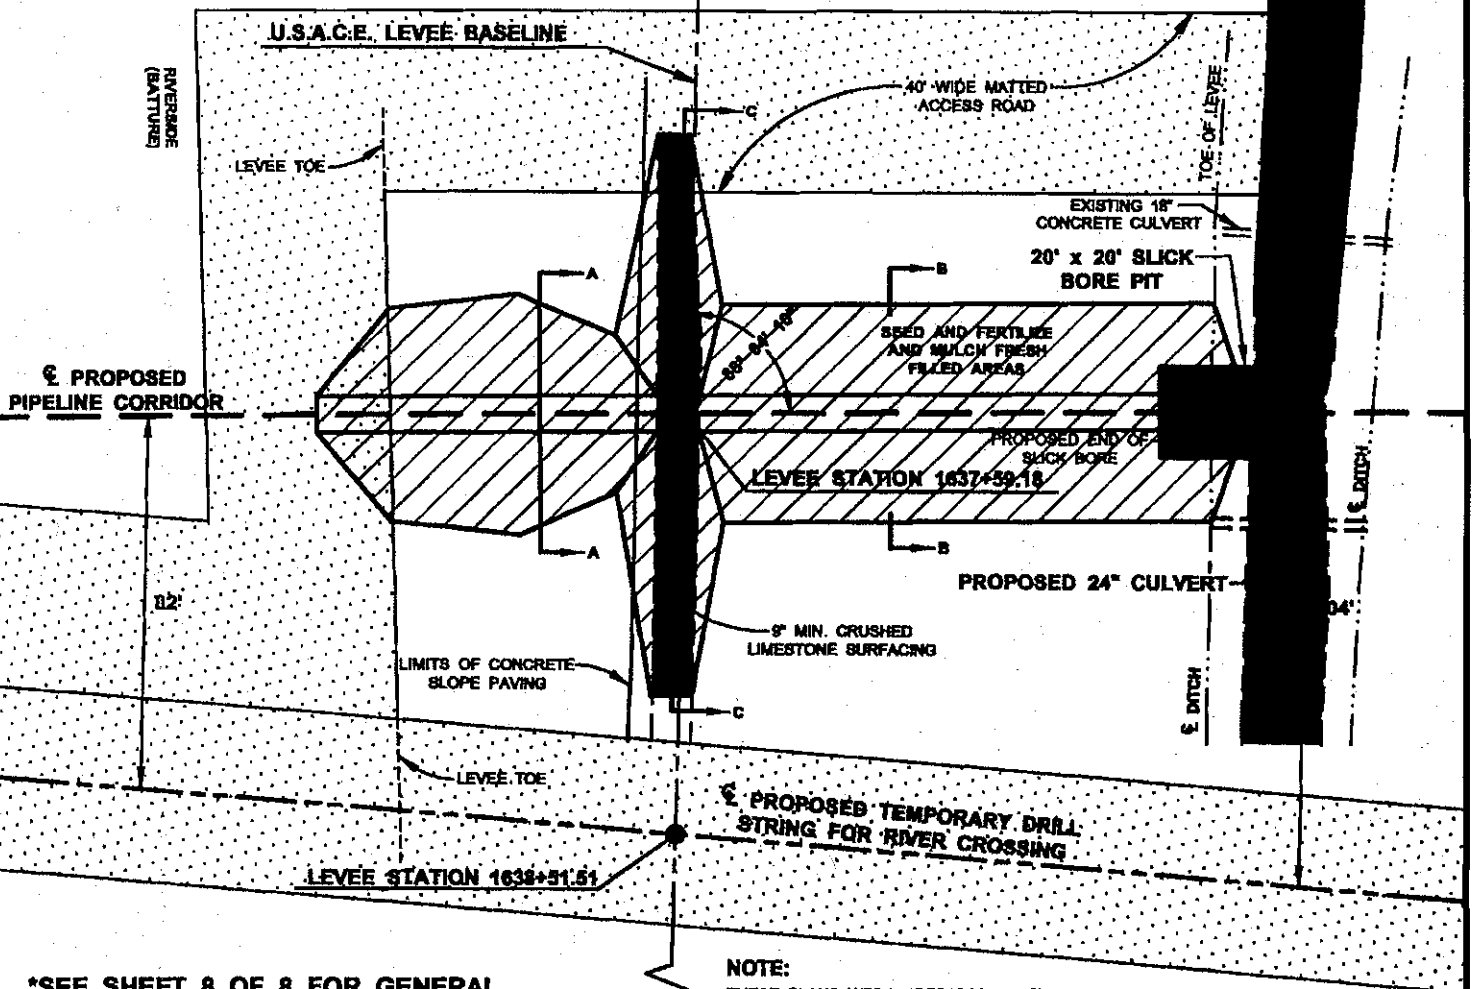 U.S.A.C.E. LEVEE BASELINE
RIVERSIDE
(BATTURE)
40' WIDE MATTED
ACCESS ROAD
C
LEVEE TOE
TOE OF LEVEE
EXISTING 18"
CONCRETE CULVERT
20' x 20' SLICK
BORE PIT
A
B
SEED AND FERTILIZE
AND MULCH FRESH
FILLED AREAS
℄ PROPOSED
PIPELINE CORRIDOR
PROPOSED END OF
SLICK BORE
LEVEE STATION 1637+59.18
℄ DITCH
A
B
PROPOSED 24" CULVERT
9" MIN. CRUSHED
LIMESTONE SURFACING
LIMITS OF CONCRETE
SLOPE PAVING
℄ DITCH
C
LEVEE TOE
℄ PROPOSED TEMPORARY DRILL
STRING FOR RIVER CROSSING
LEVEE STATION 1638+51.51
NOTE:
*SEE SHEET 8 OF 8 FOR GENERAL